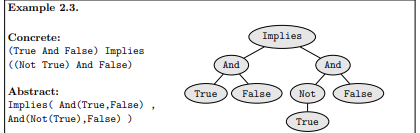 Example 2.3.
Concrete:
(True And False) Implies
((Not True) And False)
Abstract:
Implies( And(True,False) ,
And(Not(True),False) )
Implies
And And
True False Not False
True